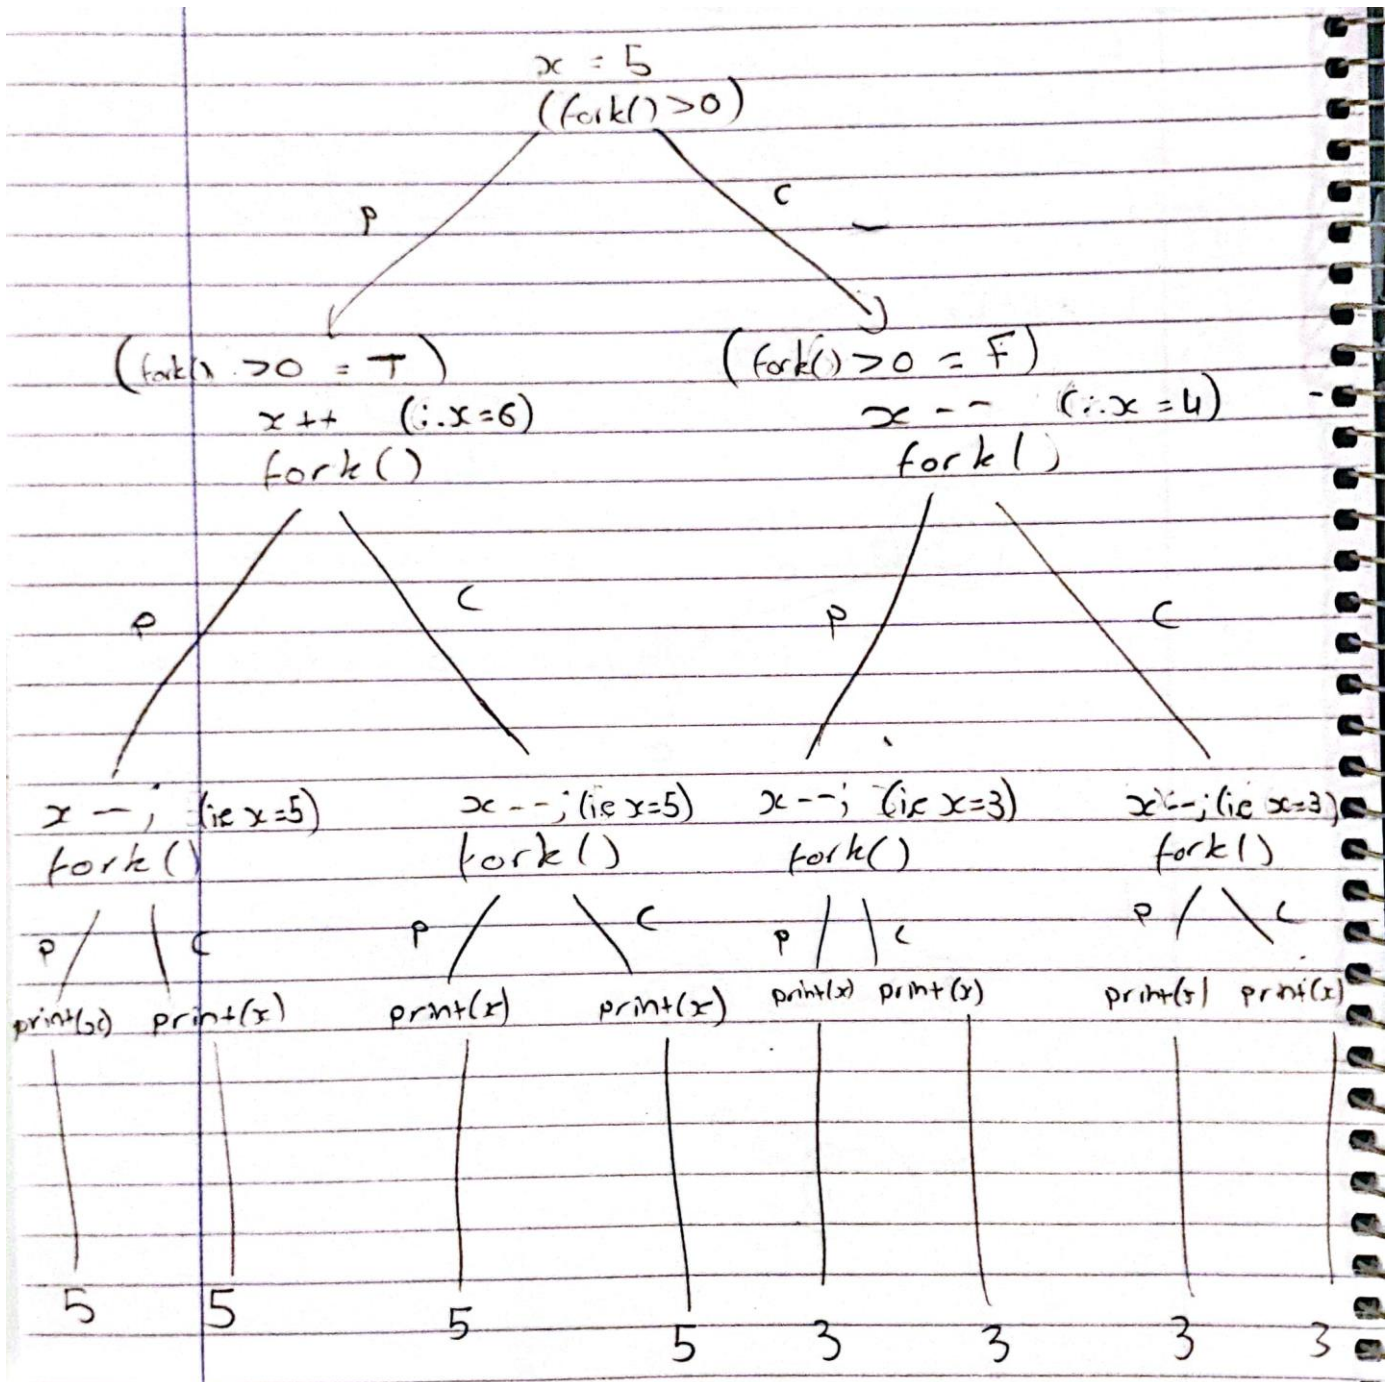 x = 5
(fork() > 0)
P C
(fork() > 0 = T) (fork() > 0 = F)
x++ (i.x=6) x-- (i.x=4)
fork() fork()
P C P C
x--; (ie x=5) x--; (ie x=5) x--; (ie x=3) x--; (ie x=3)
fork() fork() fork() fork()
P C P C P C P C
print(x) print(x) print(x) print(x) print(x) print(x) print(x) print(x)
5 5 5 5 3 3 3 3